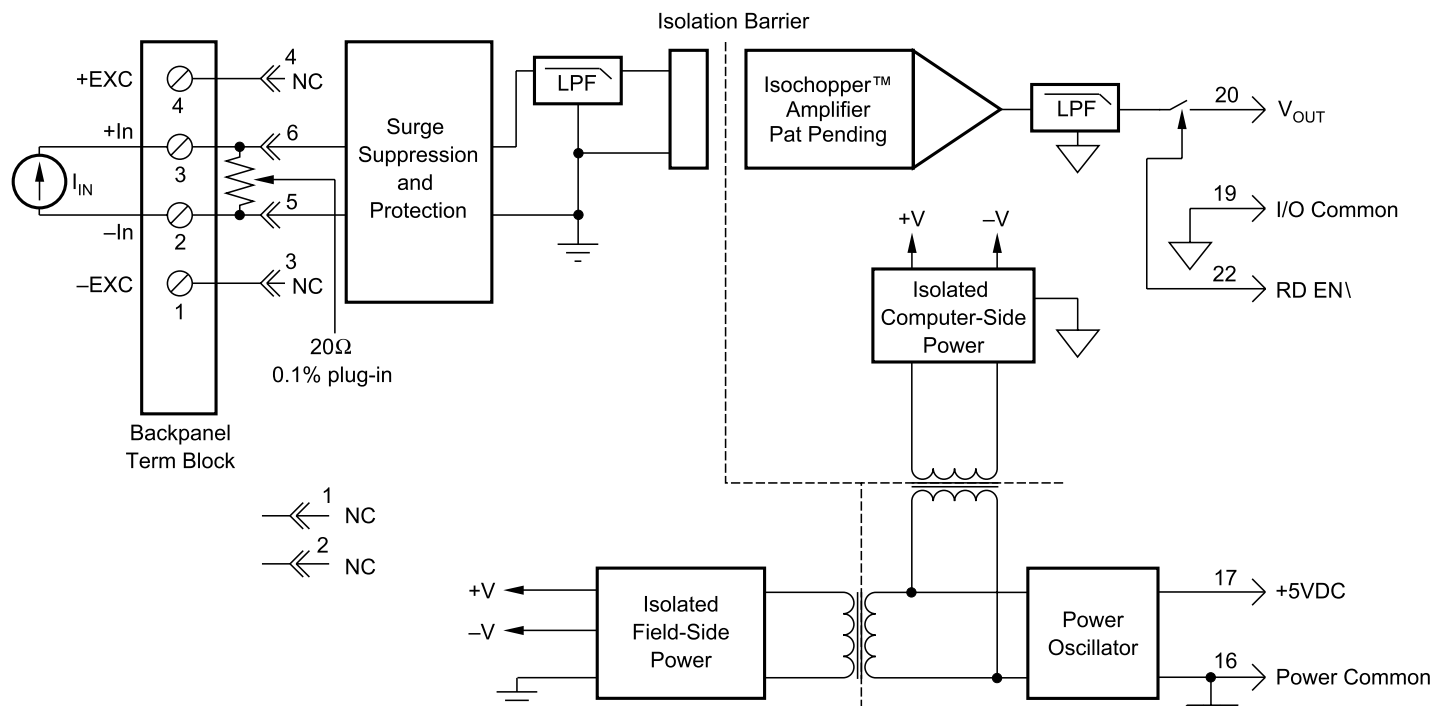 Isolation Barrier
+EXC
4
4
NC
+In
3
6
I_IN
–In
2
5
–EXC
1
3
NC
20Ω
0.1% plug-in
Backpanel
Term Block
Surge
Suppression
and
Protection
LPF
Isochopper™
Amplifier
Pat Pending
LPF
20
V_OUT
19
I/O Common
22
RD EN\
+V
–V
Isolated
Computer-Side
Power
1
NC
2
NC
+V
–V
Isolated
Field-Side
Power
Power
Oscillator
17
+5VDC
16
Power Common